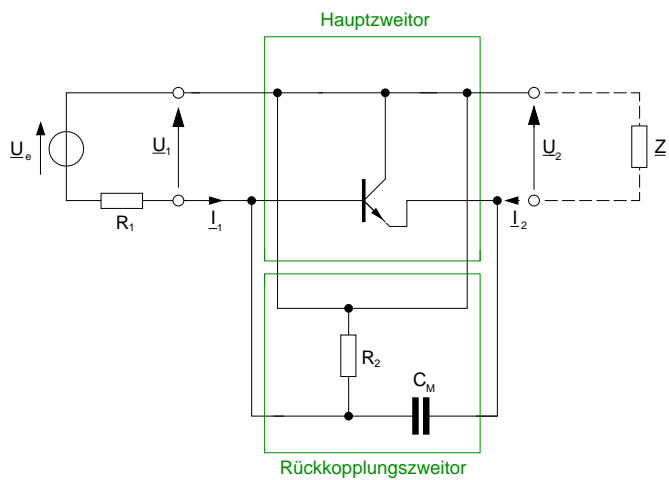 Hauptzweitor
U_e
U_1
U_2
Z
R_1
I_1
I_2
R_2
C_M
Rückkopplungszweitor